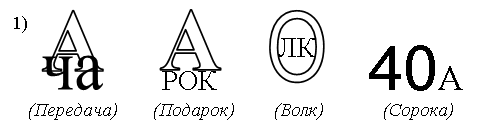 1) А ча А РОК О ЛК 40А
(Передача) (Подарок) (Волк) (Сорока)